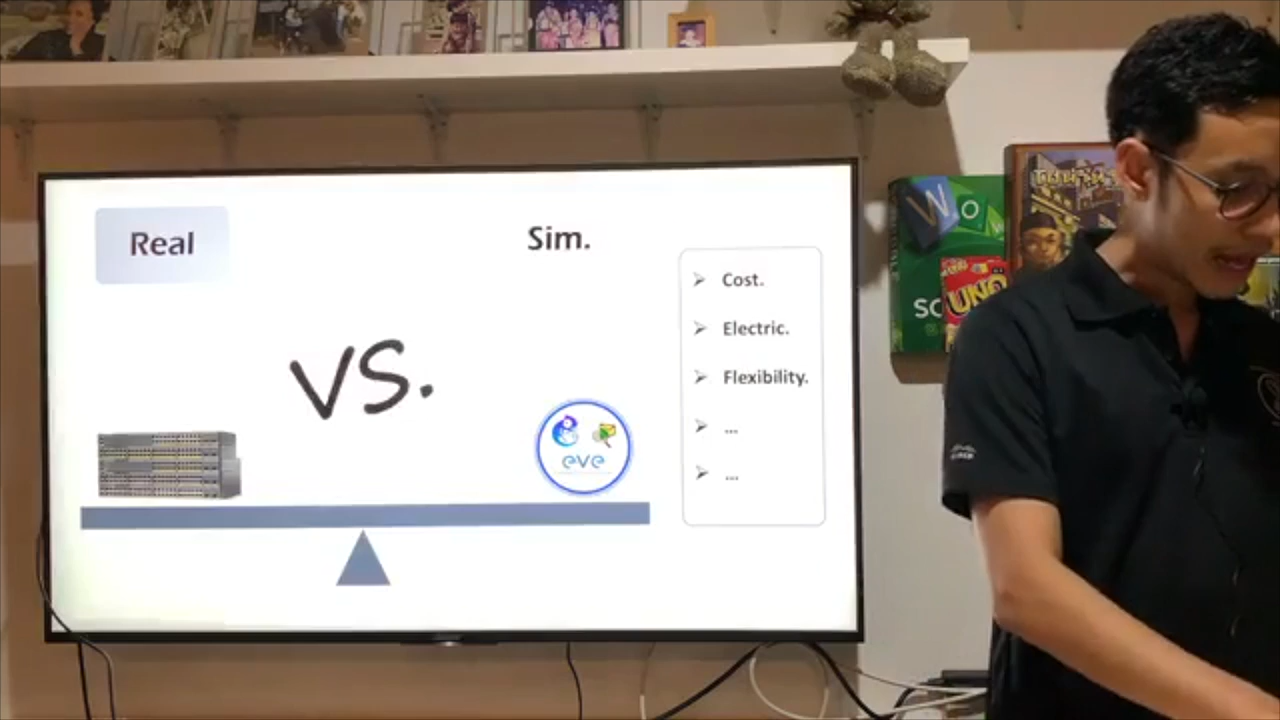 Real
Sim.
vs.
eve
Cost.
Electric.
Flexibility.
...
...
W
O
UNO